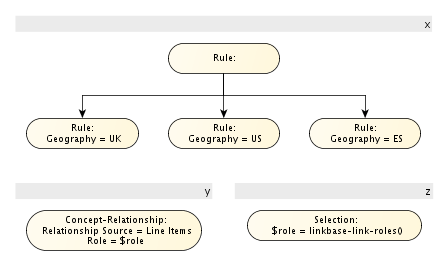 x
Rule:
Rule:
Geography = UK
Rule:
Geography = US
Rule:
Geography = ES
y
Concept-Relationship:
Relationship Source = Line Items
Role = $role
z
Selection:
$role = linkbase-link-roles()